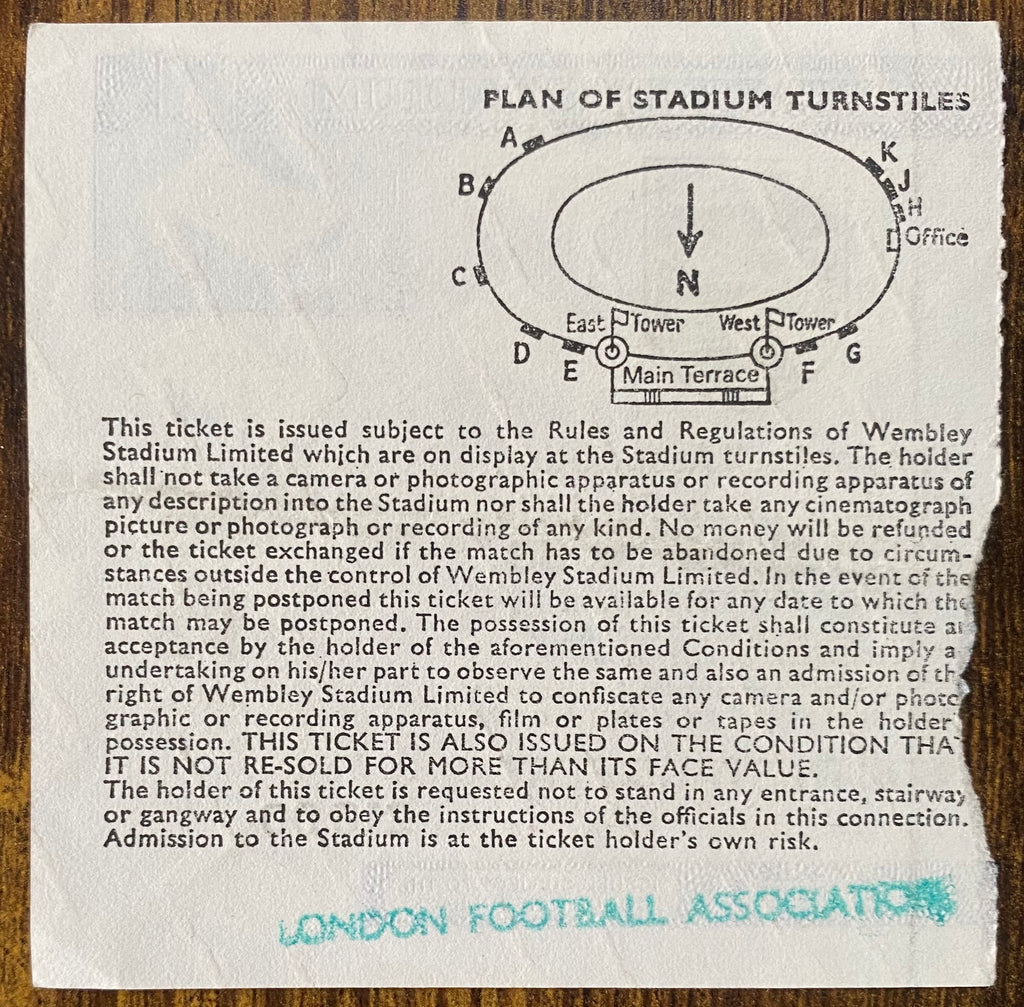 PLAN OF STADIUM TURNSTILES
A
K
B
J
H
Office
C
N
East Tower
West Tower
D
E
F
G
Main Terrace
This ticket is issued subject to the Rules and Regulations of Wembley
Stadium Limited which are on display at the Stadium turnstiles. The holder
shall not take a camera or photographic apparatus or recording apparatus of
any description into the Stadium nor shall the holder take any cinematograph
picture or photograph or recording of any kind. No money will be refunded
or the ticket exchanged if the match has to be abandoned due to circum-
stances outside the control of Wembley Stadium Limited. In the event of the
match being postponed this ticket will be available for any date to which the
match may be postponed. The possession of this ticket shall constitute a
acceptance by the holder of the aforementioned Conditions and imply a
undertaking on his/her part to observe the same and also an admission of th
right of Wembley Stadium Limited to confiscate any camera and/or photo
graphic or recording apparatus, film or plates or tapes in the holder'
possession. THIS TICKET IS ALSO ISSUED ON THE CONDITION THA
IT IS NOT RE-SOLD FOR MORE THAN ITS FACE VALUE.
The holder of this ticket is requested not to stand in any entrance, stairway
or gangway and to obey the instructions of the officials in this connection.
Admission to the Stadium is at the ticket holder's own risk.
LONDON FOOTBALL ASSOCIATION